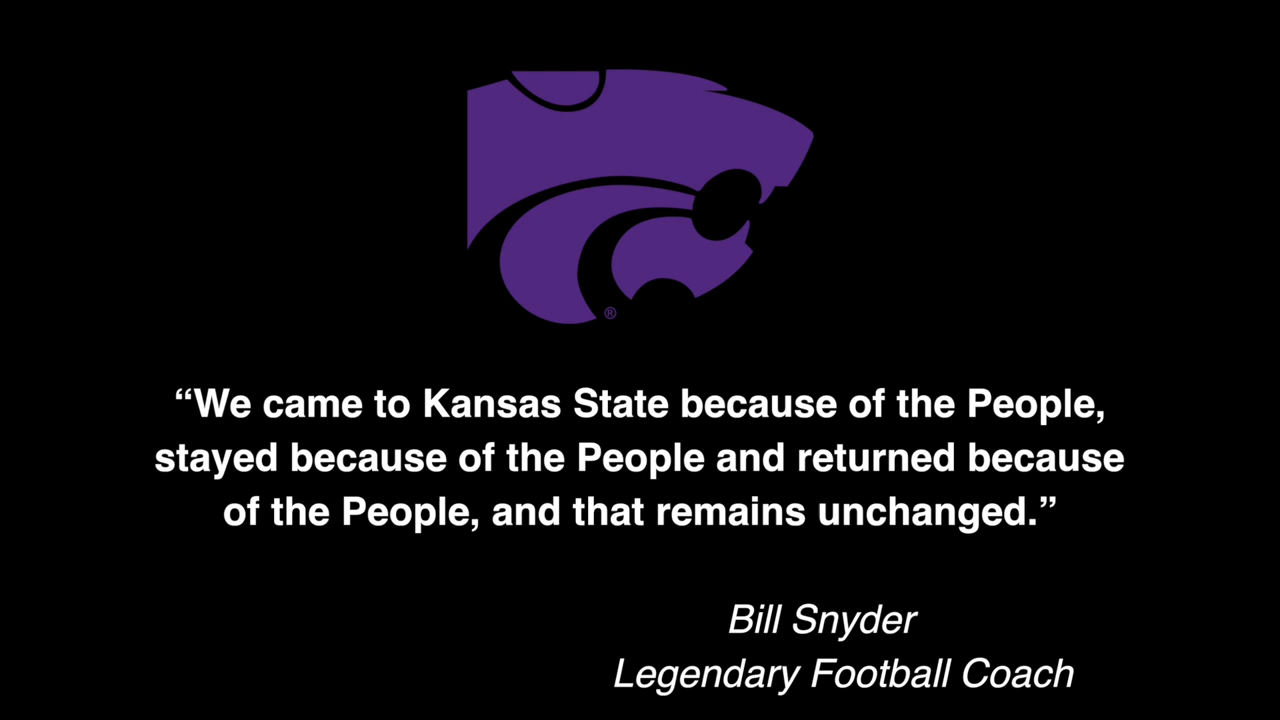 ®
“We came to Kansas State because of the People,
stayed because of the People and returned because
of the People, and that remains unchanged.”
Bill Snyder
Legendary Football Coach